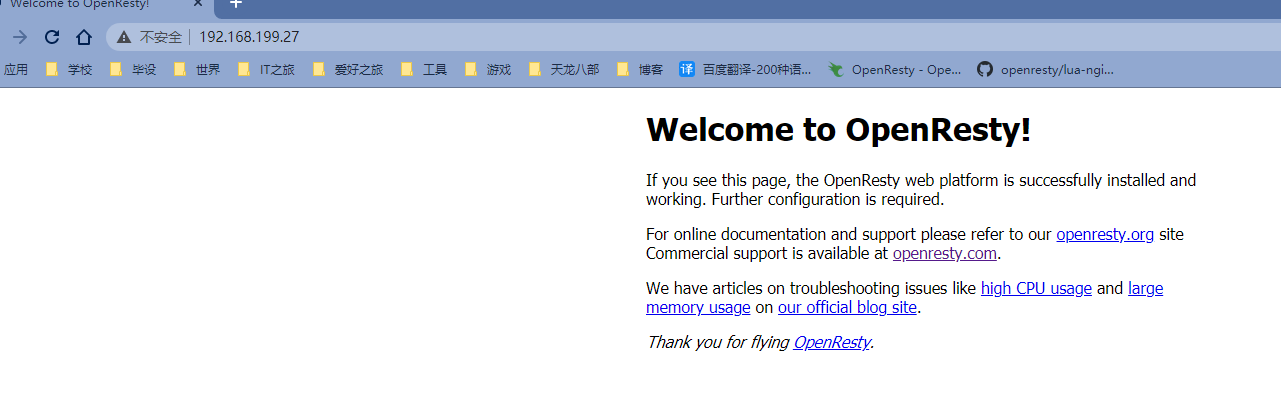 Welcome to OpenResty!
不安全 192.168.199.27
应用 学校 毕设 世界 IT之旅 爱好之旅 工具 游戏 天龙八部 博客 译 百度翻译-200种语... OpenResty - Ope... openresty/lua-ngi...
Welcome to OpenResty!
If you see this page, the OpenResty web platform is successfully installed and
working. Further configuration is required.
For online documentation and support please refer to our openresty.org site
Commercial support is available at openresty.com.
We have articles on troubleshooting issues like high CPU usage and large
memory usage on our official blog site.
Thank you for flying OpenResty.